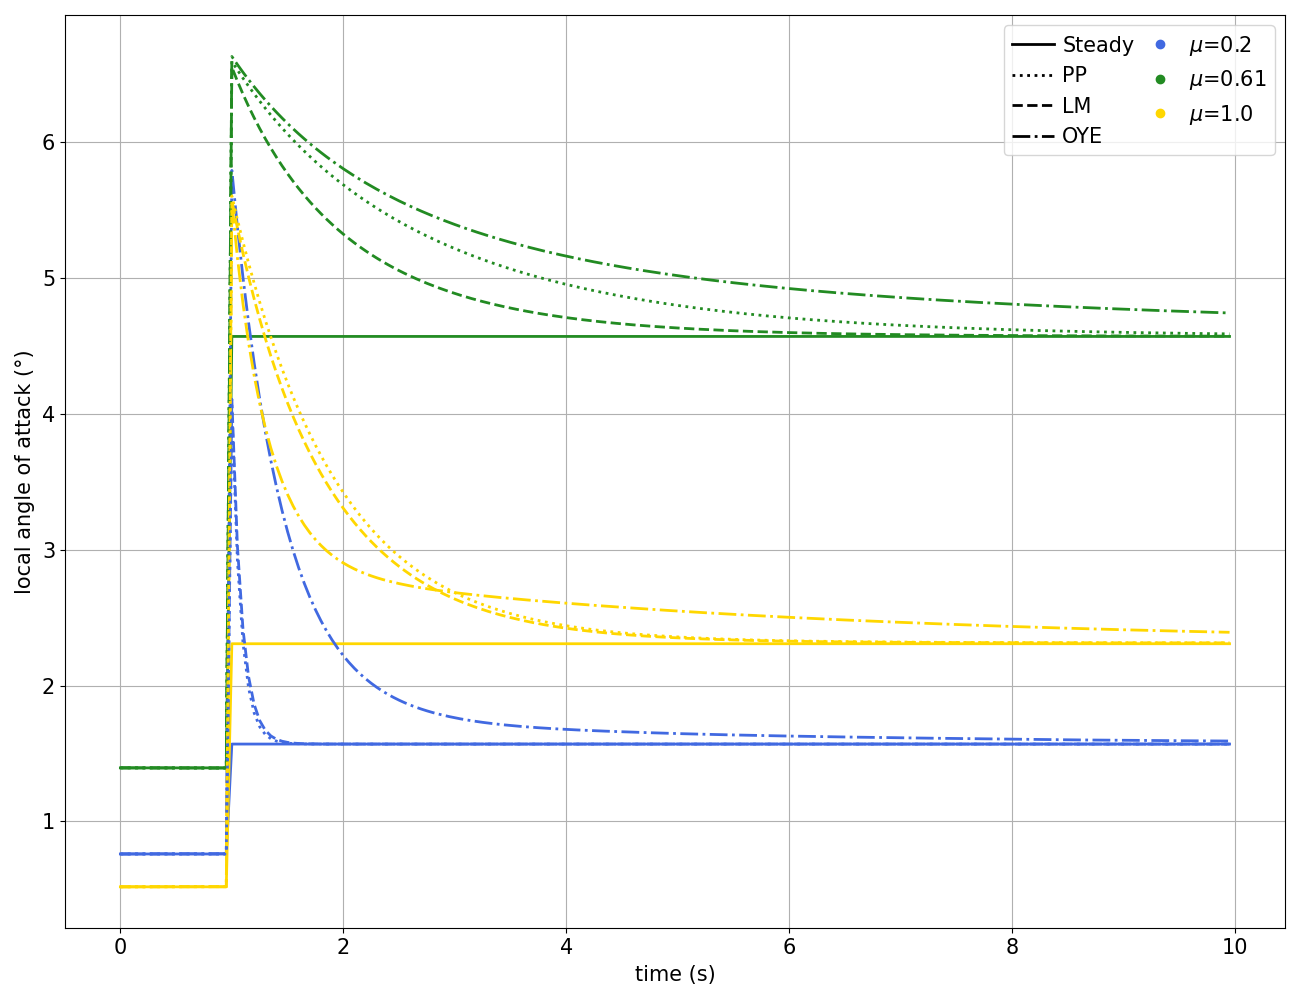 Steady
PP
LM
OYE
μ=0.2
μ=0.61
μ=1.0
local angle of attack (°)
6
5
4
3
2
1
0 2 4 6 8 10
time (s)